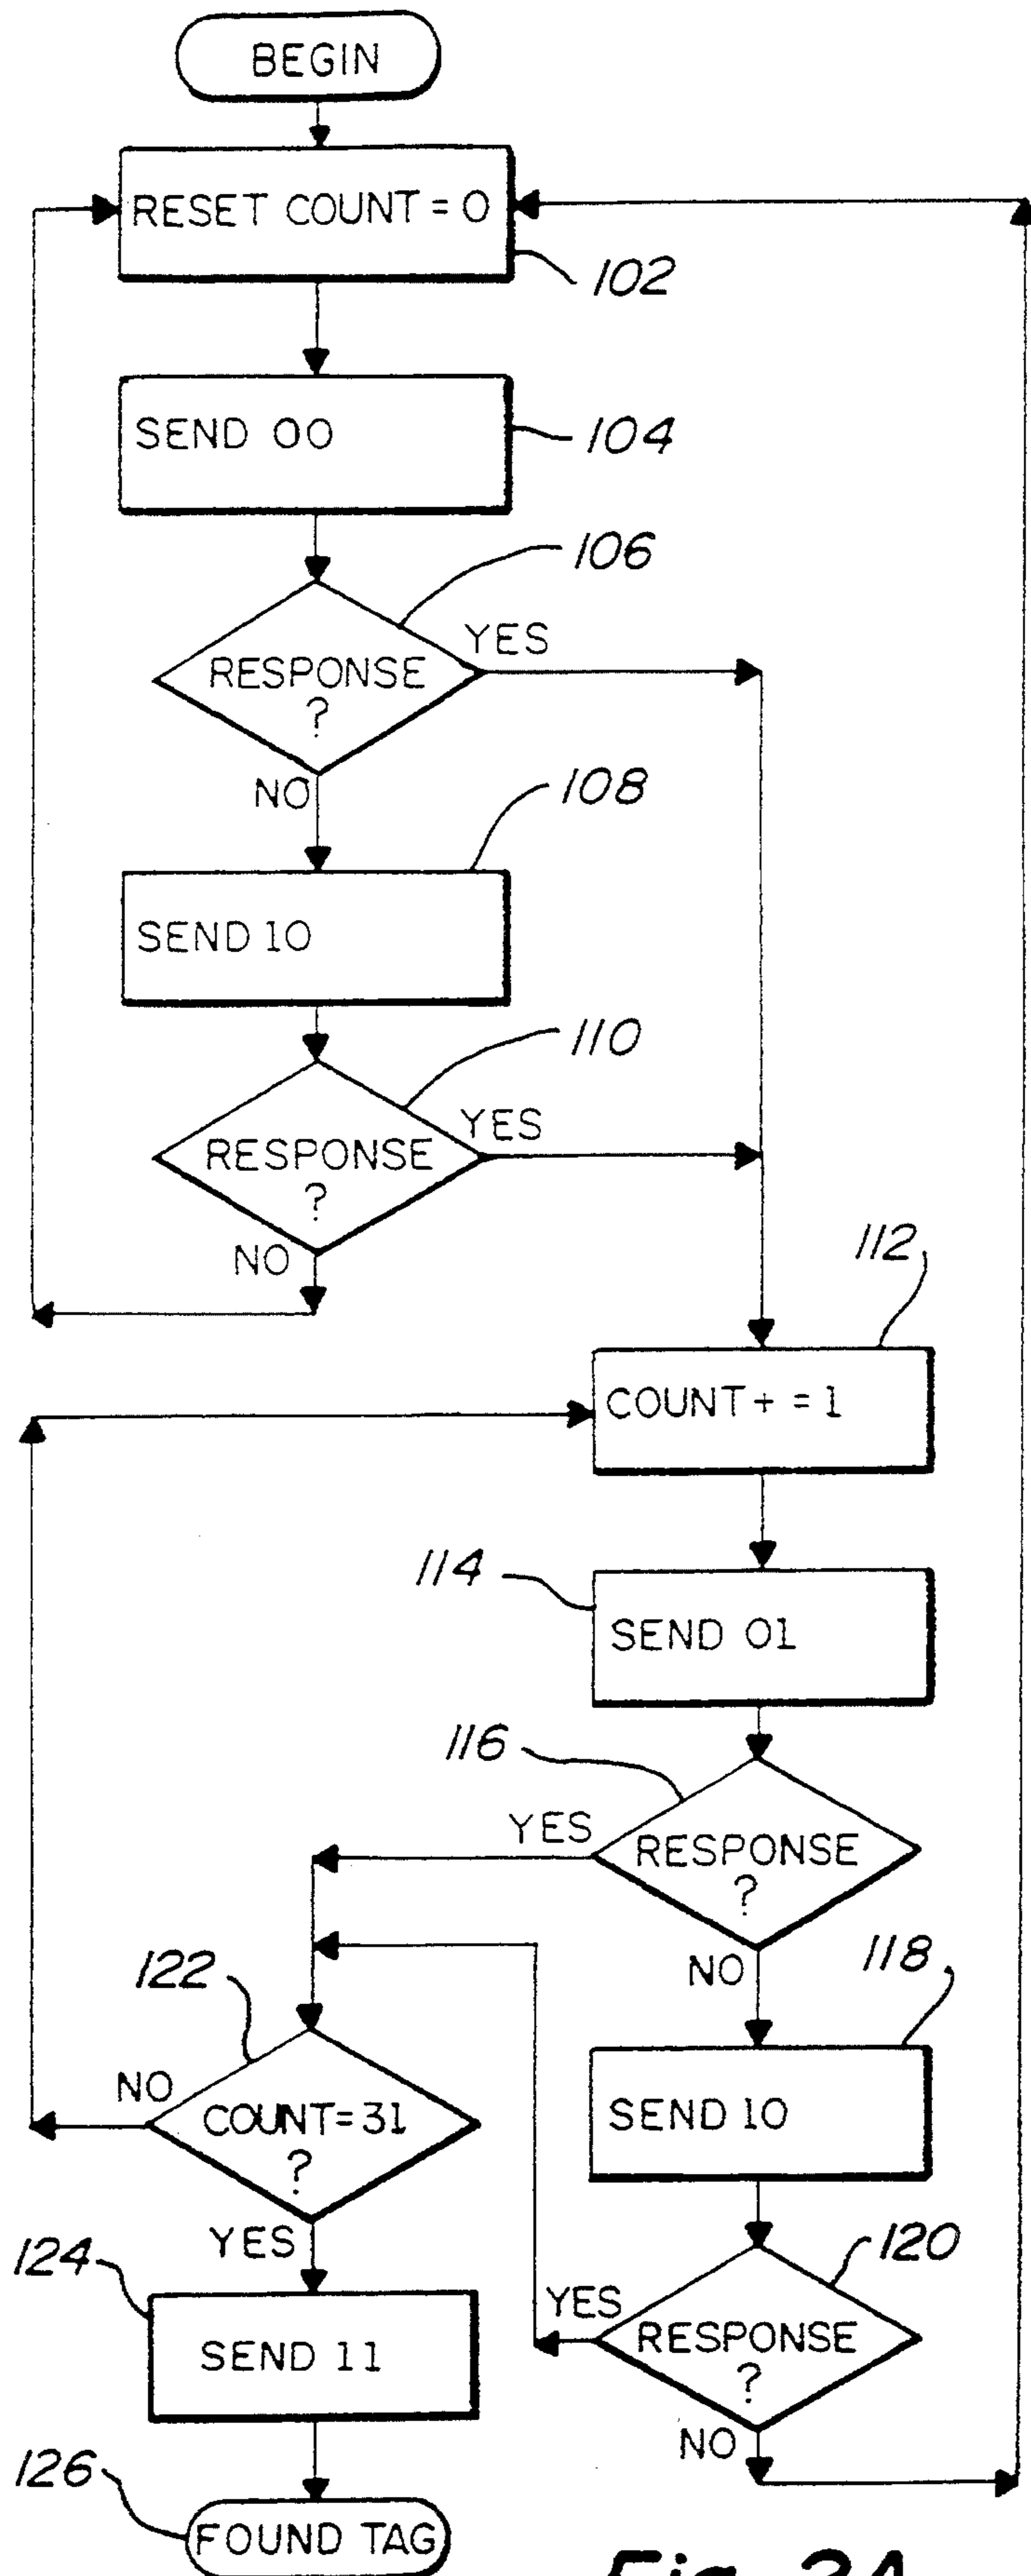 BEGIN
RESET COUNT = 0
102
SEND 00
104
106
YES
RESPONSE
?
NO
108
SEND 10
110
YES
RESPONSE
?
NO
112
COUNT+ = 1
114
SEND 01
116
YES
RESPONSE
?
NO
118
122
NO
COUNT=31
?
SEND 10
YES
120
124
YES
RESPONSE
?
SEND 11
NO
126
FOUND TAG